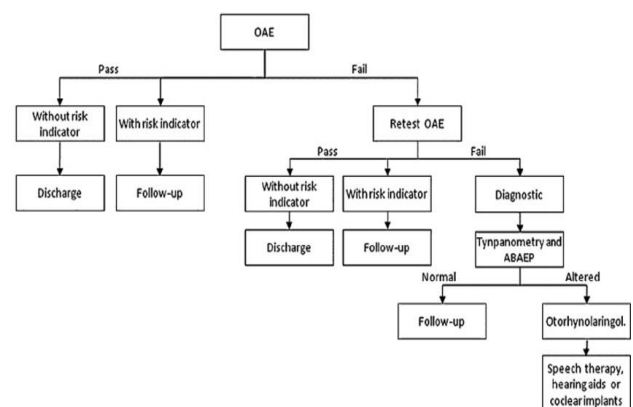 OAE
Pass
Fail
Without risk
indicator
With risk indicator
Retest OAE
Discharge
Follow-up
Pass
Fail
Without risk
indicator
With risk
indicator
Diagnostic
Discharge
Follow-up
Tynpanometry and
ABAEP
Normal
Altered
Follow-up
Otorhynolaringol.
Speech therapy,
hearing aids or
coclear implants